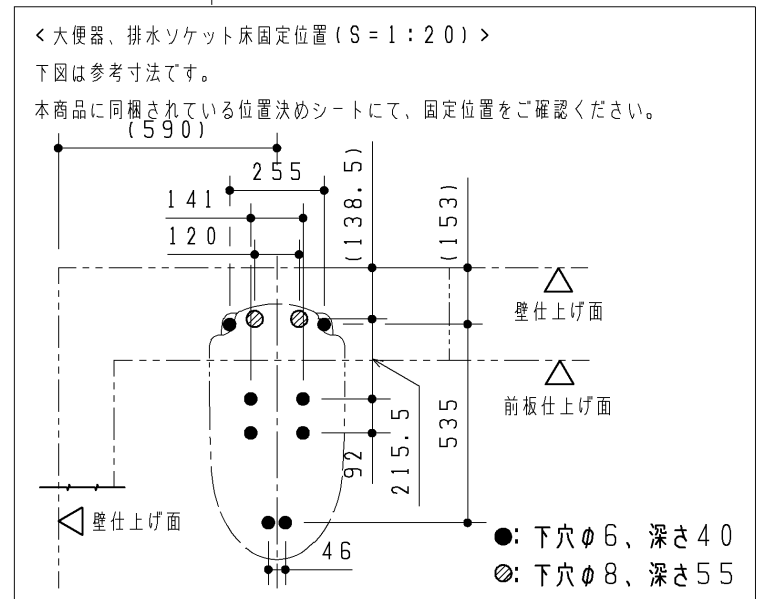 <大便器、排水ソケット床固定位置(S=1:20)>
下図は参考寸法です。
本商品に同梱されている位置決めシートにて、固定位置をご確認ください。
(590)
255
141
120
(138.5)
(153)
壁仕上げ面
前板仕上げ面
92
215.5
535
壁仕上げ面
46
●:下穴φ6、深さ40
:下穴φ8、深さ55